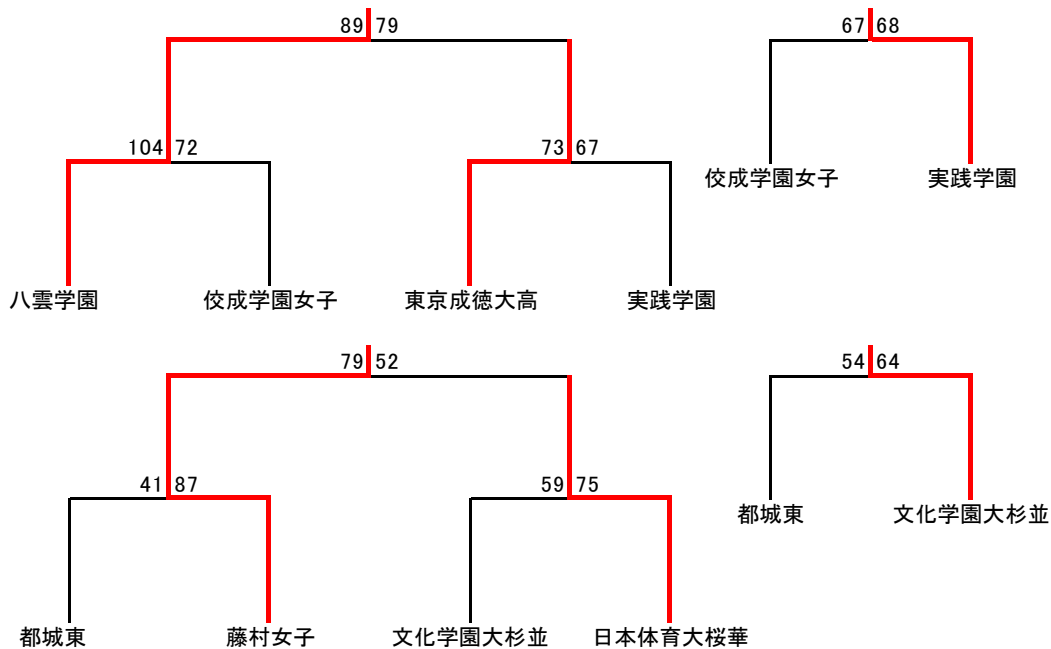 89 79
67 68
104 72
73 67
佼成学園女子
実践学園
八雲学園
佼成学園女子
東京成徳大高
実践学園
79 52
54 64
41 87
59 75
都城東
文化学園大杉並
都城東
藤村女子
文化学園大杉並
日本体育大桜華